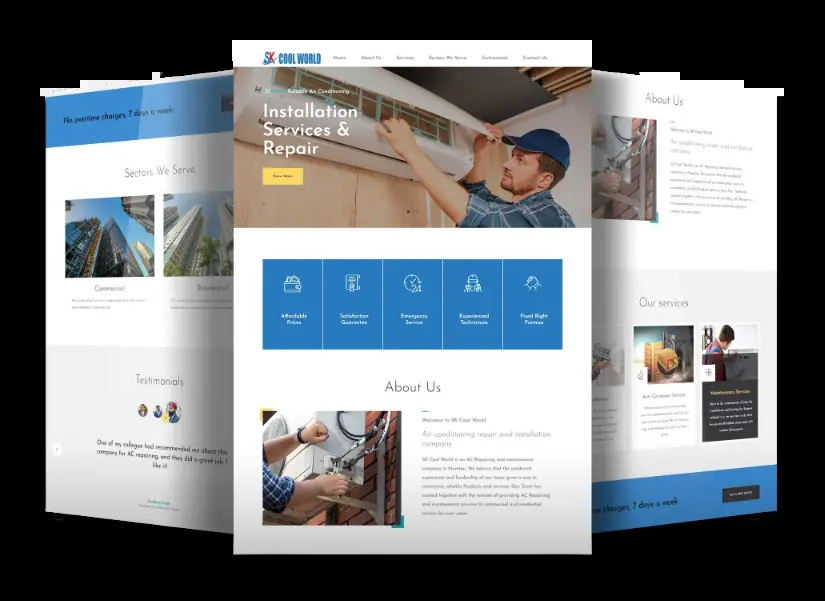 SK COOL WORLD
Home
About Us
Services
Sectors We Serve
Testimonials
Contact Us
Reliable Air Conditioning
Installation
Services &
Repair
Affordable
Prices
Satisfaction
Guarantee
24
Emergency
Service
Experienced
Technicians
Fixed Right
Promise
About Us
Welcome to SK Cool World
Air conditioning repair and installation
company
SK Cool World is an AC Repairing and maintenance
company in Mumbai. We believe that the combined
experience and leadership of our team gives a way to
innovative, reliable Products and services. Our Team has
worked together with the mission of providing AC Repairing
and maintenance services to commercial and residential
sector for over years
No overtime charges, 7 days a week
Sectors We Serve
Commercial
Residential
Testimonials
One of my collegue had recommended me about this
company for AC repairing, and they did a great job. I
like it!
About Us
Welcome to SK Cool World
Air conditioning repair and installation
company
Our services
Anti Corrosion Service
Maintenance Services
charges, 7 days a week